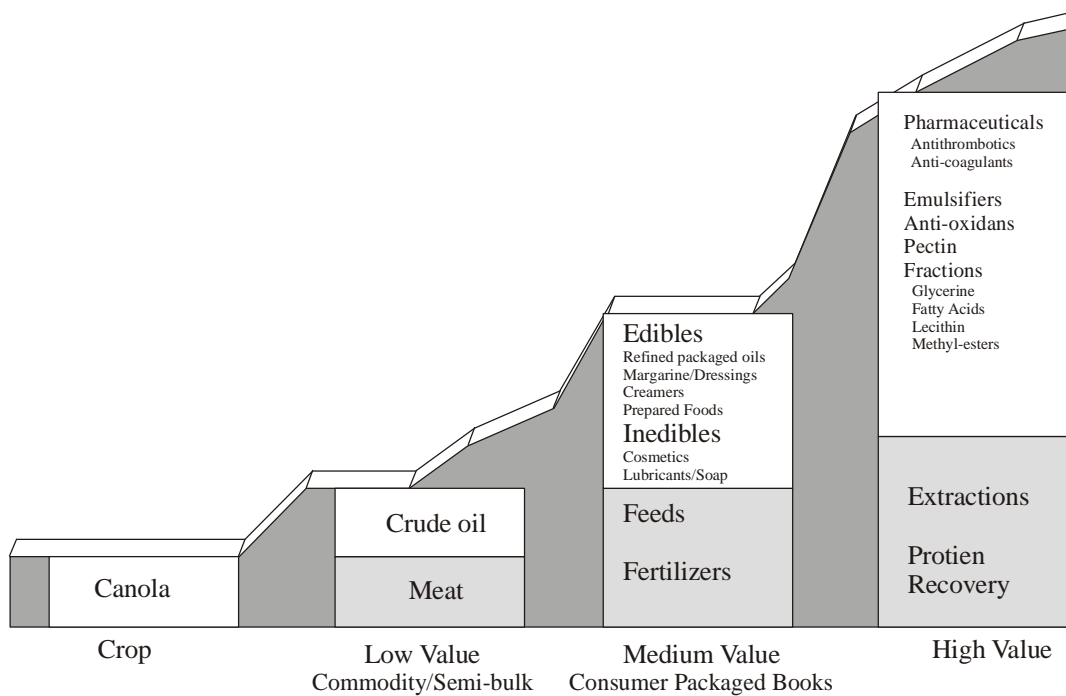 Canola
Crop
Crude oil
Meat
Low Value
Commodity/Semi-bulk
Edibles
Refined packaged oils
Margarine/Dressings
Creamers
Prepared Foods
Inedibles
Cosmetics
Lubricants/Soap
Feeds
Fertilizers
Medium Value
Consumer Packaged Books
Pharmaceuticals
Antithrombotics
Anti-coagulants
Emulsifiers
Anti-oxidans
Pectin
Fractions
Glycerine
Fatty Acids
Lecithin
Methyl-esters
Extractions
Protien
Recovery
High Value